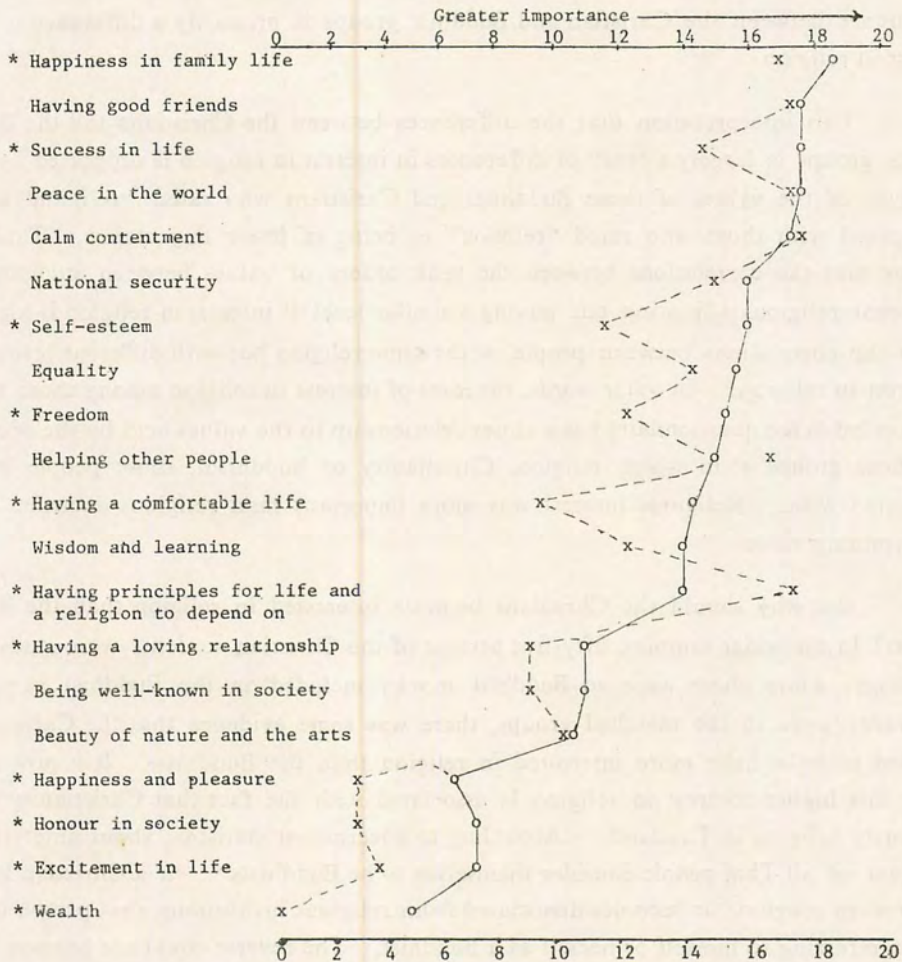 Greater importance
0 2 4 6 8 10 12 14 16 18 20
* Happiness in family life
Having good friends
* Success in life
Peace in the world
Calm contentment
National security
* Self-esteem
Equality
* Freedom
Helping other people
* Having a comfortable life
Wisdom and learning
* Having principles for life and
a religion to depend on
* Having a loving relationship
Being well-known in society
Beauty of nature and the arts
* Happiness and pleasure
* Honour in society
* Excitement in life
* Wealth
0 3 4 6 8 10 12 14 16 18 20